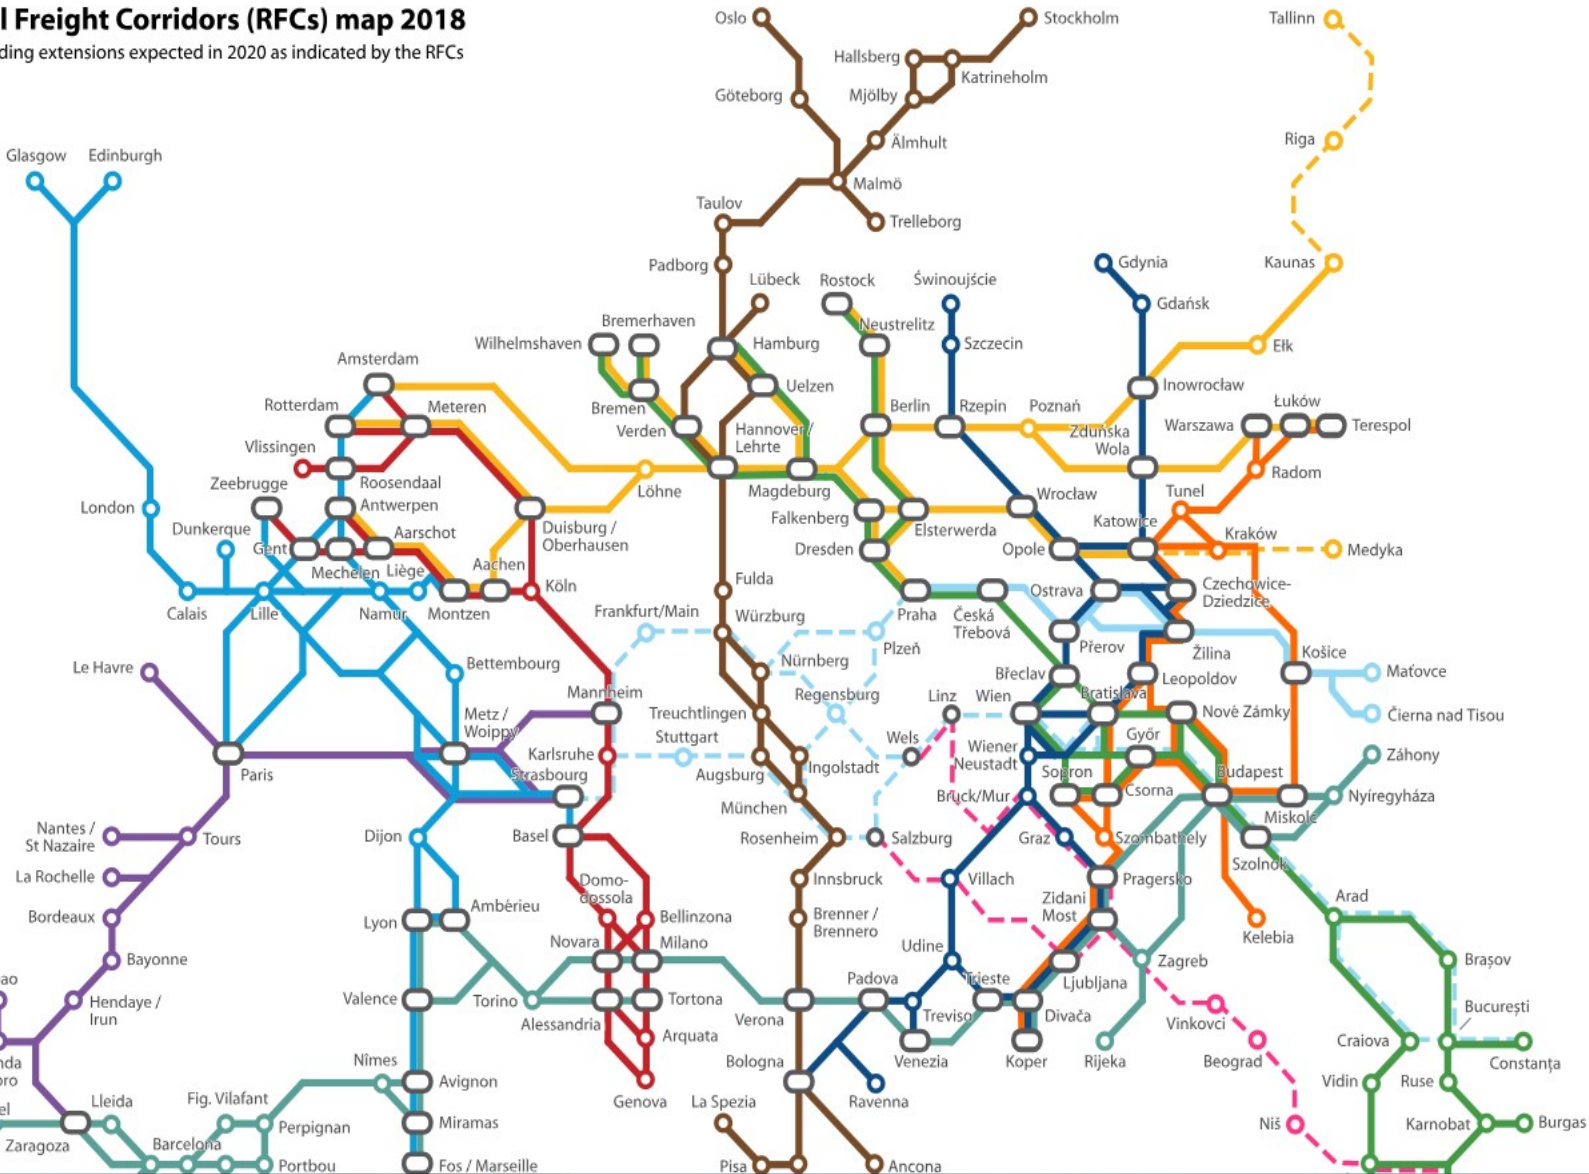 l Freight Corridors (RFCs) map 2018
ding extensions expected in 2020 as indicated by the RFCs
Oslo
Stockholm
Tallinn
Hallsberg
Katrineholm
Göteborg
Mjölby
Älmhult
Riga
Glasgow
Edinburgh
Malmö
Taulov
Trelleborg
Padborg
Gdynia
Kaunas
Lübeck
Rostock
Świnoujście
Gdańsk
Bremerhaven
Neustrelitz
Wilhelmshaven
Hamburg
Szczecin
Ełk
Amsterdam
Uelzen
Inowrocław
Rotterdam
Meteren
Bremen
Berlin
Rzepin
Poznań
Łuków
Verden
Hannover /
Lehrte
Zduńska
Wola
Warszawa
Terespol
Vlissingen
Roosendaal
Radom
Zeebrugge
Löhne
Magdeburg
Wrocław
Tunel
London
Antwerpen
Falkenberg
Elsterwerda
Katowice
Dunkerque
Aarschot
Duisburg /
Oberhausen
Kraków
Gent
Dresden
Opole
Medyka
Mechelen
Liège
Aachen
Köln
Fulda
Ostrava
Czechowice-
Dziedzice
Calais
Lille
Namur
Montzen
Frankfurt/Main
Würzburg
Praha
Česká
Třebová
Plzeň
Přerov
Žilina
Košice
Le Havre
Bettembourg
Nürnberg
Břeclav
Leopoldov
Maťovce
Mannheim
Regensburg
Linz
Wien
Bratislava
Nové Zámky
Čierna nad Tisou
Metz /
Woippy
Treuchtlingen
Stuttgart
Wels
Wiener
Neustadt
Győr
Záhony
Paris
Karlsruhe
Strasbourg
Augsburg
Ingolstadt
Sopron
Budapest
Csorna
Nyíregyháza
München
Bruck/Mur
Miskolc
Nantes /
St Nazaire
Tours
Dijon
Basel
Rosenheim
Salzburg
Graz
Szombathely
Szolnok
La Rochelle
Domo-
dossola
Innsbruck
Villach
Pragersko
Zidani
Most
Arad
Bordeaux
Lyon
Ambérieu
Bellinzona
Brenner /
Brennero
Kelebia
Novara
Milano
Udine
Bayonne
Ljubljana
Zagreb
Brașov
ao
Hendaye /
Irun
Valence
Torino
Alessandria
Tortona
Verona
Padova
Trieste
Divača
Treviso
Vinkovci
București
nda
oro
Arquata
Venezia
Koper
Rijeka
Craiova
Constanța
Nîmes
Bologna
Beograd
Avignon
Vidin
Ruse
el
Lleida
Fig. Vilafant
Genova
La Spezia
Ravenna
Zaragoza
Barcelona
Perpignan
Miramas
Niš
Karnobat
Burgas
Portbou
Fos / Marseille
Pisa
Ancona